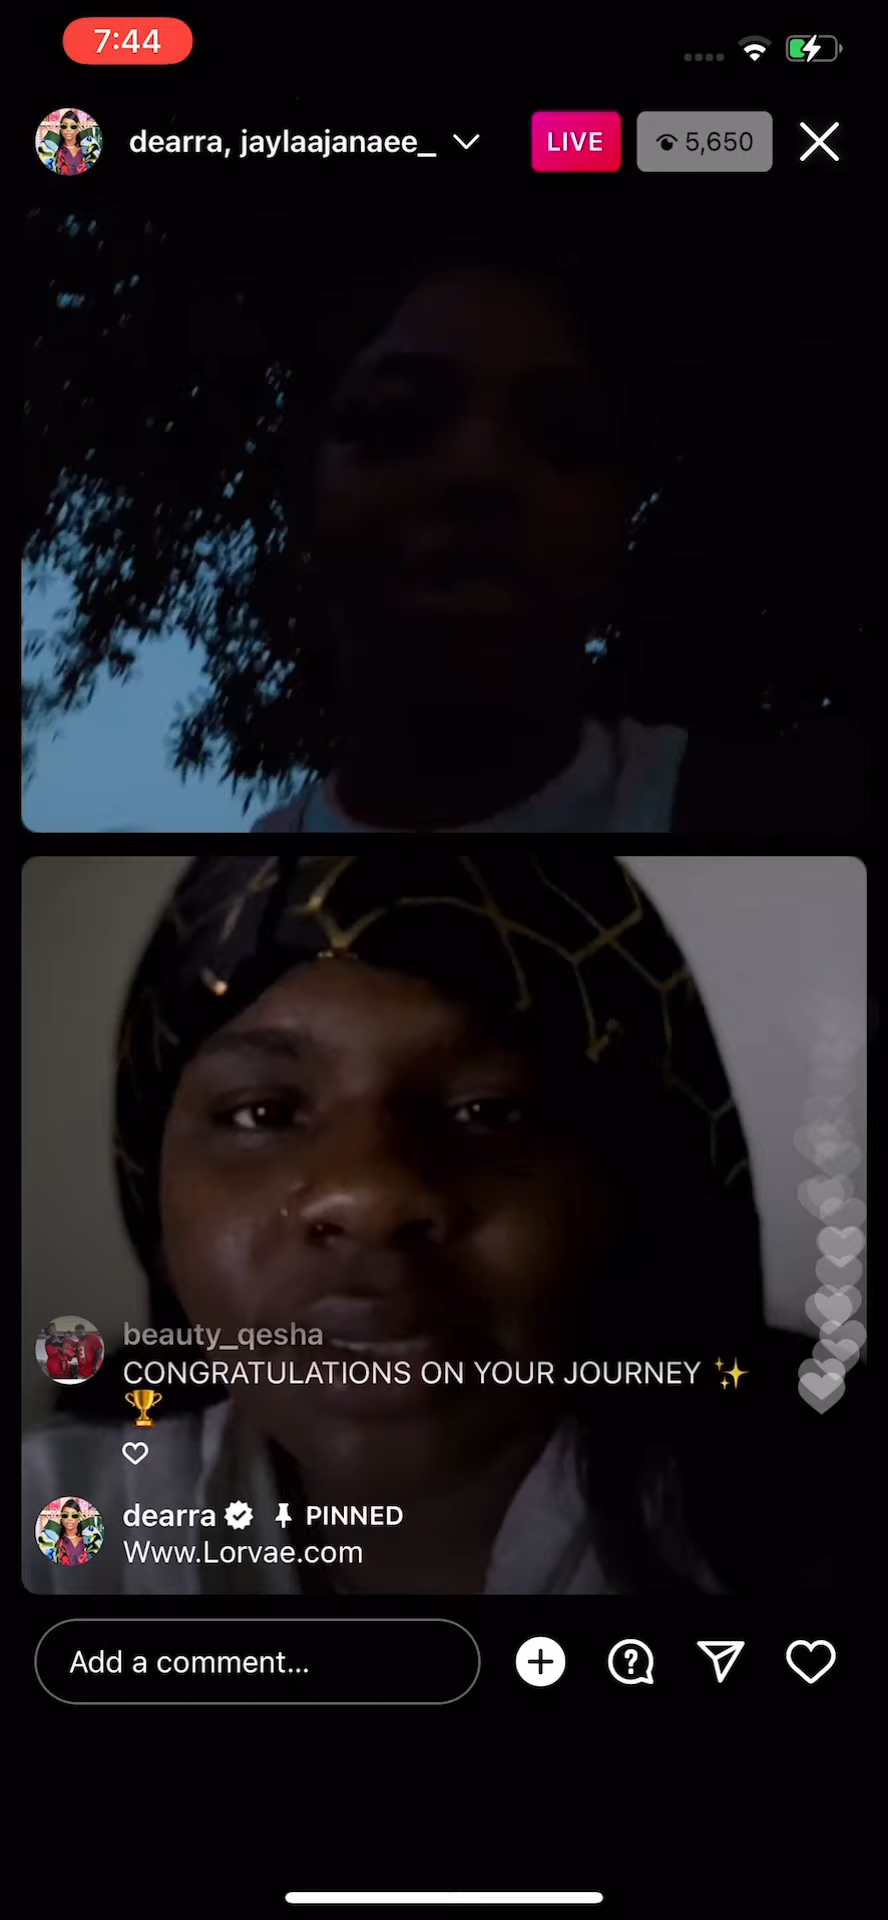 7:44
dearra, jaylaajanaee_
LIVE
5,650
beauty_qesha
CONGRATULATIONS ON YOUR JOURNEY ✨
🏆
dearra PINNED
Www.Lorvae.com
Add a comment...